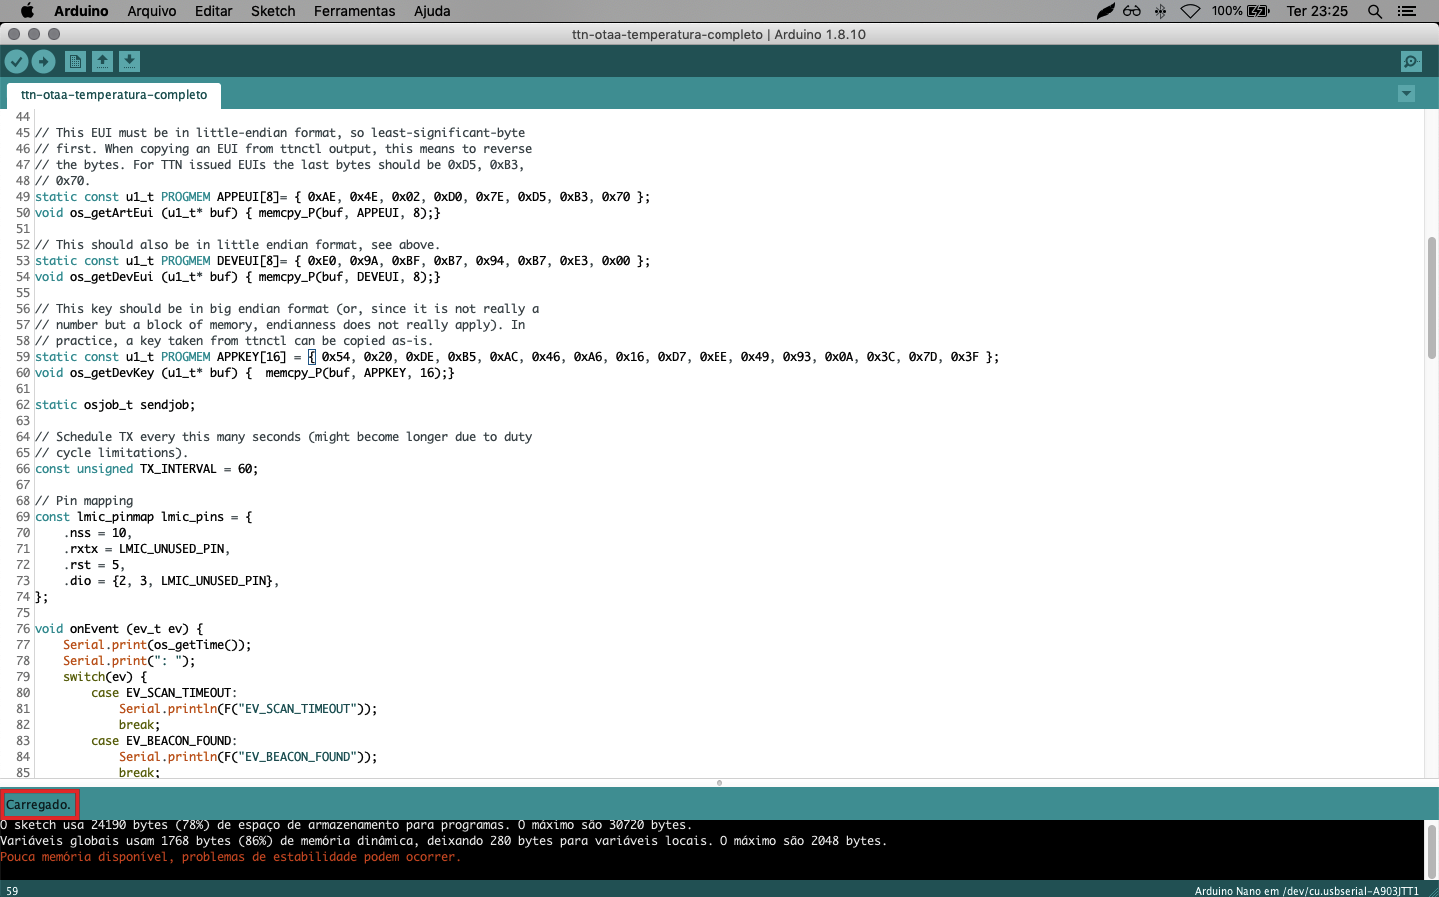 Arduino Arquivo Editar Sketch Ferramentas Ajuda 100% Ter 23:25
ttn-otaa-temperatura-completo | Arduino 1.8.10
ttn-otaa-temperatura-completo
44
45 // This EUI must be in little-endian format, so least-significant-byte
46 // first. When copying an EUI from ttnctl output, this means to reverse
47 // the bytes. For TTN issued EUIs the last bytes should be 0xD5, 0xB3,
48 // 0x70.
49 static const u1_t PROGMEM APPEUI[8]= { 0xAE, 0x4E, 0x02, 0xD0, 0x7E, 0xD5, 0xB3, 0x70 };
50 void os_getArtEui (u1_t* buf) { memcpy_P(buf, APPEUI, 8);}
51
52 // This should also be in little endian format, see above.
53 static const u1_t PROGMEM DEVEUI[8]= { 0xE0, 0x9A, 0xBF, 0xB7, 0x94, 0xB7, 0xE3, 0x00 };
54 void os_getDevEui (u1_t* buf) { memcpy_P(buf, DEVEUI, 8);}
55
56 // This key should be in big endian format (or, since it is not really a
57 // number but a block of memory, endianness does not really apply). In
58 // practice, a key taken from ttnctl can be copied as-is.
59 static const u1_t PROGMEM APPKEY[16] = { 0x54, 0x20, 0xDE, 0xB5, 0xAC, 0x46, 0xA6, 0x16, 0xD7, 0xEE, 0x49, 0x93, 0x0A, 0x3C, 0x7D, 0x3F };
60 void os_getDevKey (u1_t* buf) {  memcpy_P(buf, APPKEY, 16);}
61
62 static osjob_t sendjob;
63
64 // Schedule TX every this many seconds (might become longer due to duty
65 // cycle limitations).
66 const unsigned TX_INTERVAL = 60;
67
68 // Pin mapping
69 const lmic_pinmap lmic_pins = {
70     .nss = 10,
71     .rxtx = LMIC_UNUSED_PIN,
72     .rst = 5,
73     .dio = {2, 3, LMIC_UNUSED_PIN},
74 };
75
76 void onEvent (ev_t ev) {
77     Serial.print(os_getTime());
78     Serial.print(": ");
79     switch(ev) {
80         case EV_SCAN_TIMEOUT:
81             Serial.println(F("EV_SCAN_TIMEOUT"));
82             break;
83         case EV_BEACON_FOUND:
84             Serial.println(F("EV_BEACON_FOUND"));
85             break;
Carregado.
O sketch usa 24190 bytes (78%) de espaço de armazenamento para programas. O máximo são 30720 bytes.
Variáveis globais usam 1768 bytes (86%) de memória dinâmica, deixando 280 bytes para variáveis locais. O máximo são 2048 bytes.
Pouca memória disponível, problemas de estabilidade podem ocorrer.
59 Arduino Nano em /dev/cu.usbserial-A903JTT1